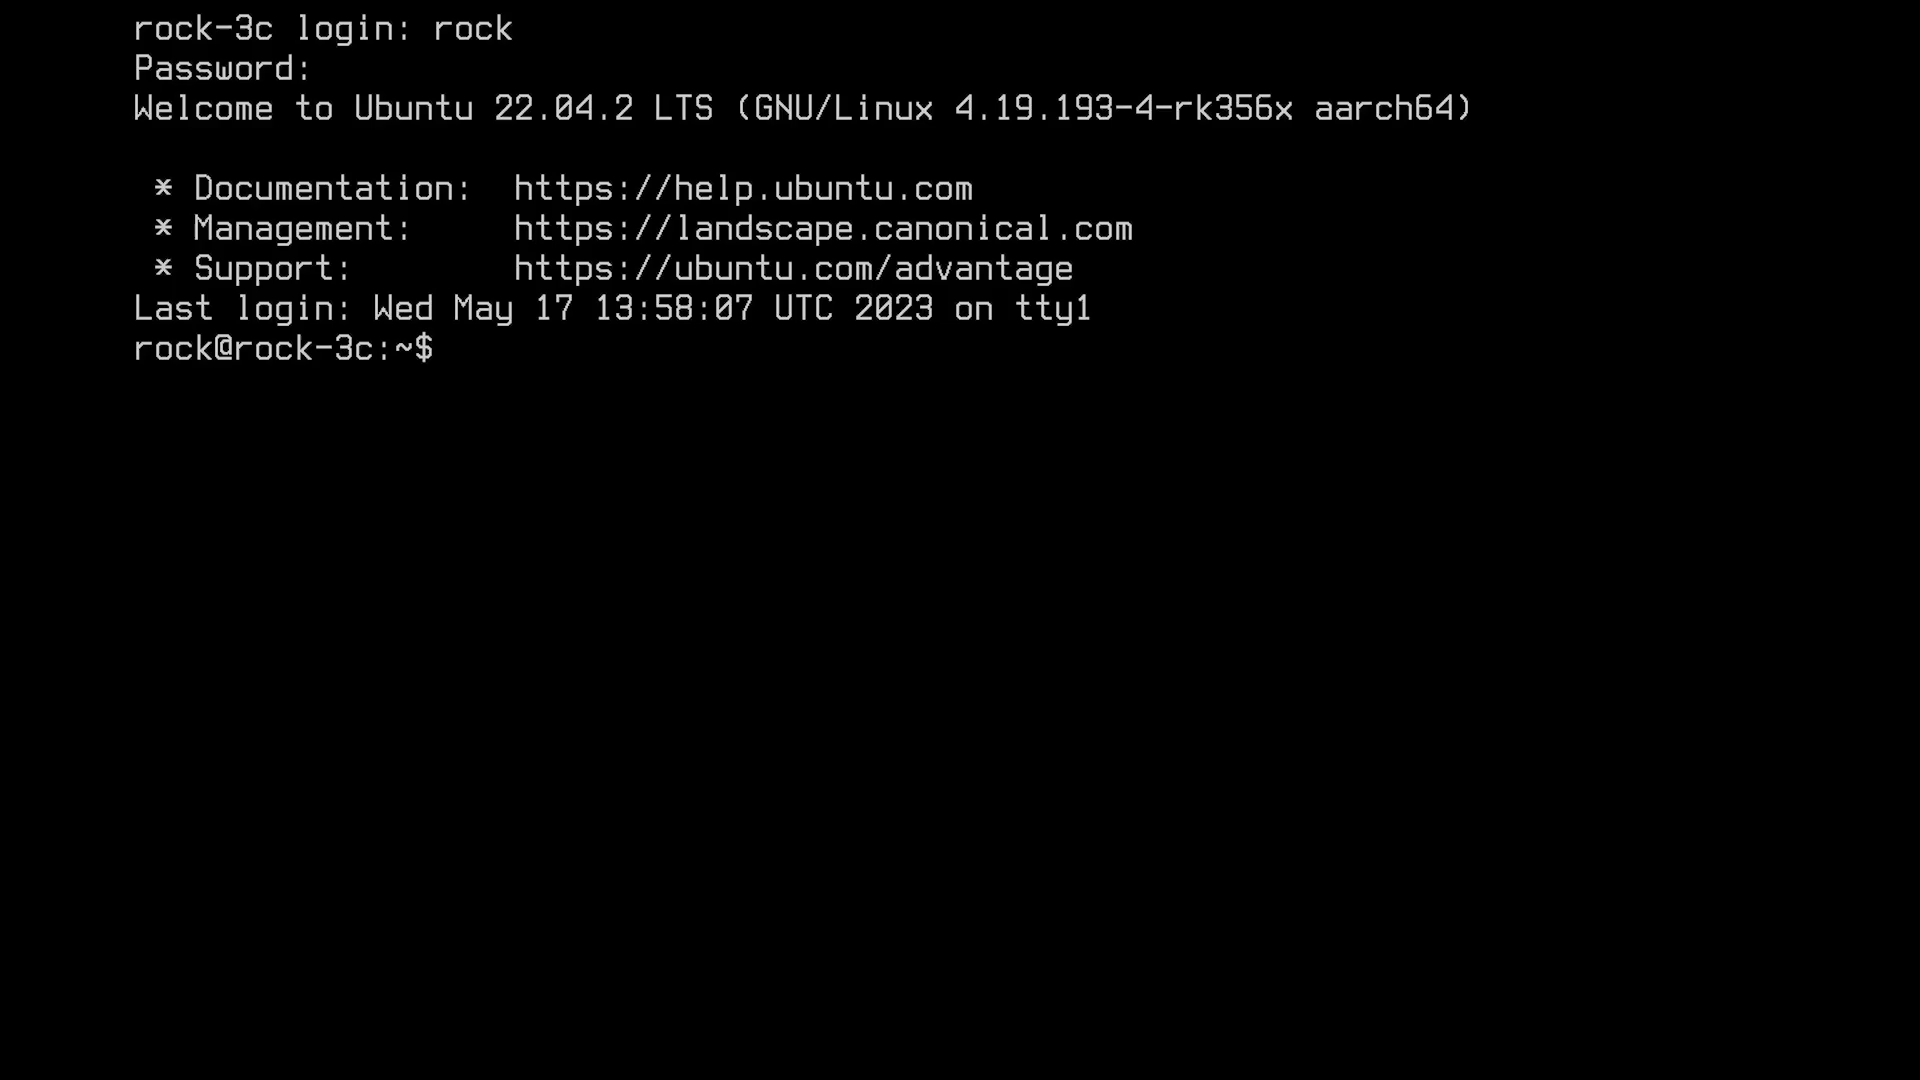 rock-3c login: rock
Password:
Welcome to Ubuntu 22.04.2 LTS (GNU/Linux 4.19.193-4-rk356x aarch64)
* Documentation:  https://help.ubuntu.com
* Management:     https://landscape.canonical.com
* Support:        https://ubuntu.com/advantage
Last login: Wed May 17 13:58:07 UTC 2023 on tty1
rock@rock-3c:~$